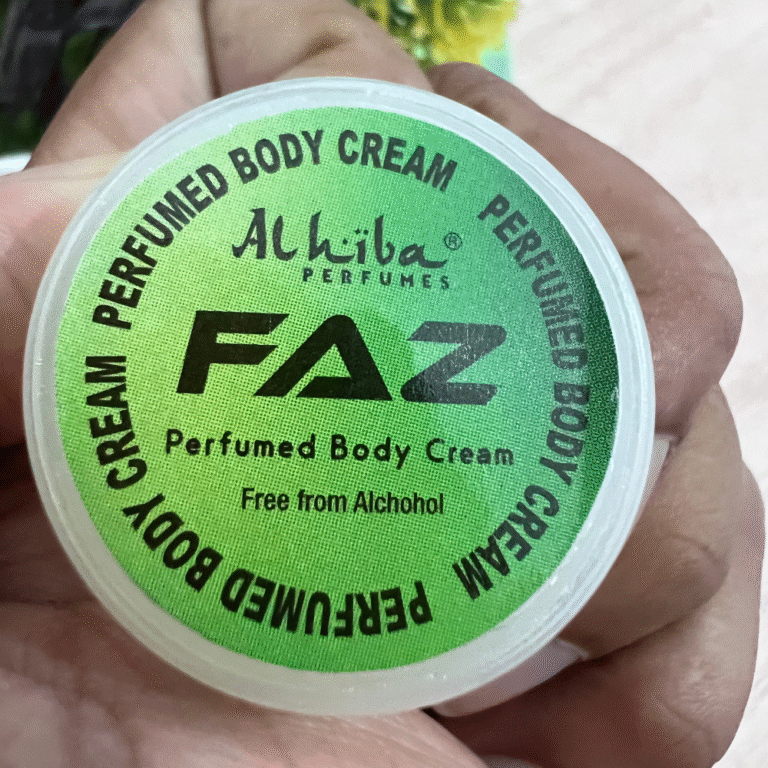 PERFUMED BODY CREAM PERFUMED BODY CREAM PERFUMED BODY CREAM
Alhiba®
PERFUMES
FAZ
Perfumed Body Cream
Free from Alchohol